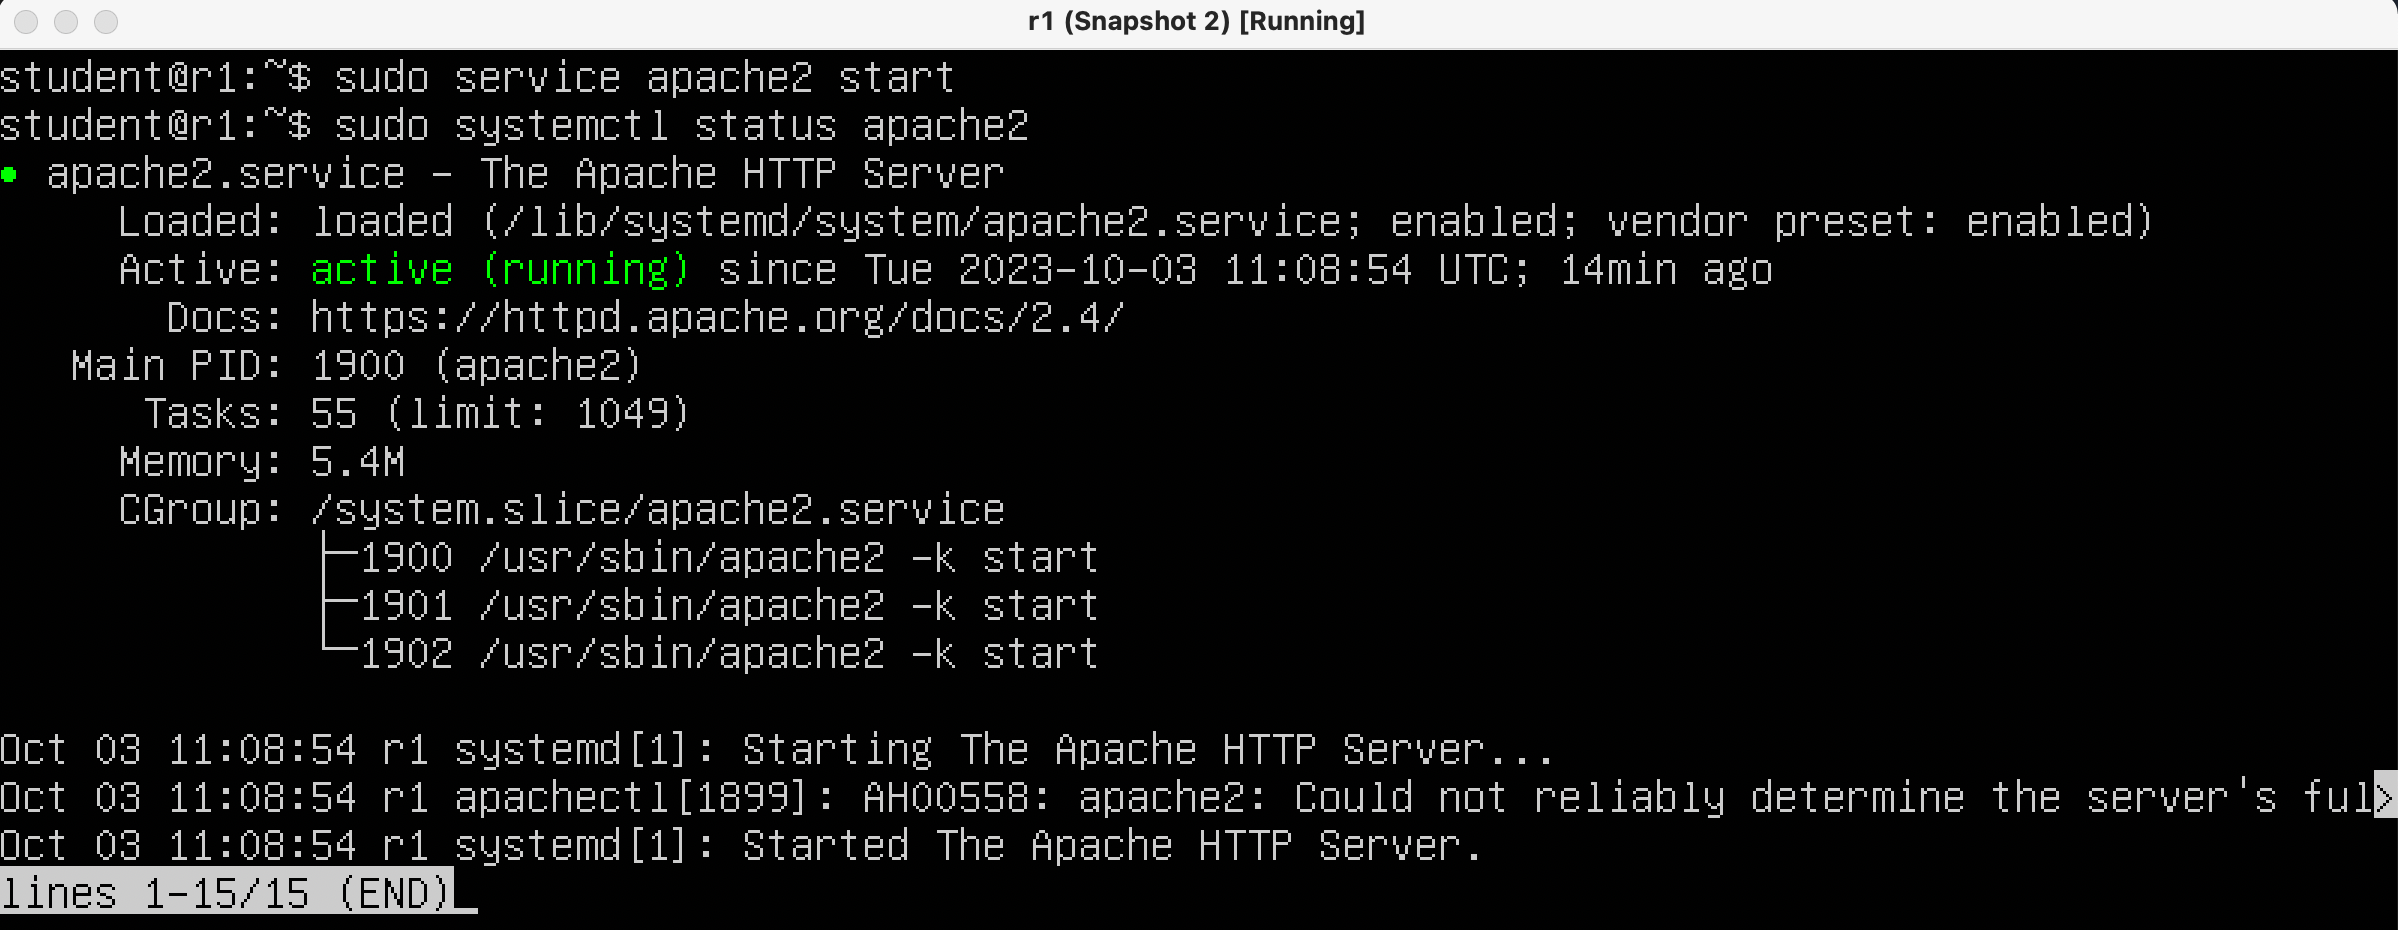 r1 (Snapshot 2) [Running]
student@r1:~$ sudo service apache2 start
student@r1:~$ sudo systemctl status apache2
● apache2.service - The Apache HTTP Server
Loaded: loaded (/lib/systemd/system/apache2.service; enabled; vendor preset: enabled)
Active: active (running) since Tue 2023-10-03 11:08:54 UTC; 14min ago
Docs: https://httpd.apache.org/docs/2.4/
Main PID: 1900 (apache2)
Tasks: 55 (limit: 1049)
Memory: 5.4M
CGroup: /system.slice/apache2.service
├─1900 /usr/sbin/apache2 -k start
├─1901 /usr/sbin/apache2 -k start
└─1902 /usr/sbin/apache2 -k start
Oct 03 11:08:54 r1 systemd[1]: Starting The Apache HTTP Server...
Oct 03 11:08:54 r1 apachectl[1899]: AH00558: apache2: Could not reliably determine the server's ful>
Oct 03 11:08:54 r1 systemd[1]: Started The Apache HTTP Server.
lines 1-15/15 (END)